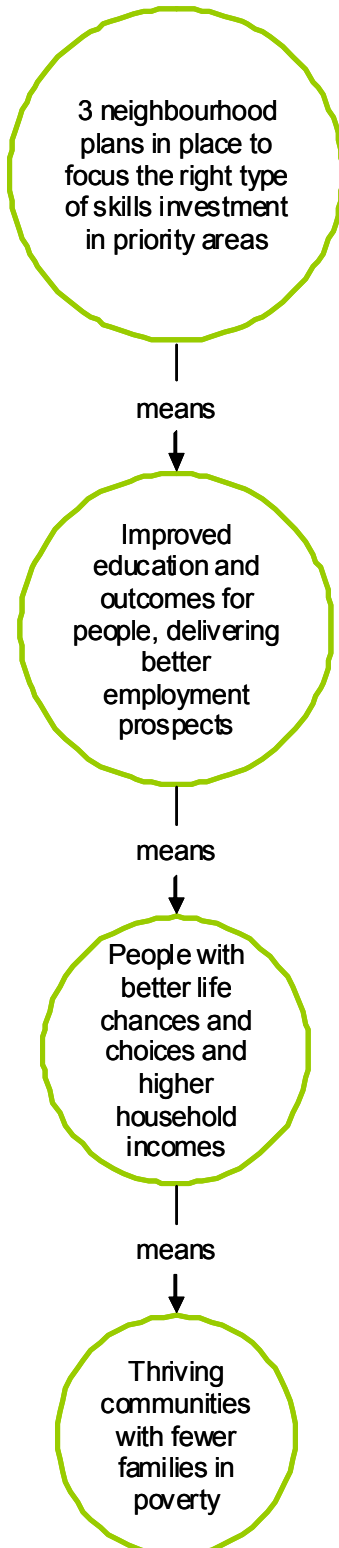 3 neighbourhood
plans in place to
focus the right type
of skills investment
in priority areas
means
Improved
education and
outcomes for
people, delivering
better
employment
prospects
means
People with
better life
chances and
choices and
higher
household
incomes
means
Thriving
communities
with fewer
families in
poverty